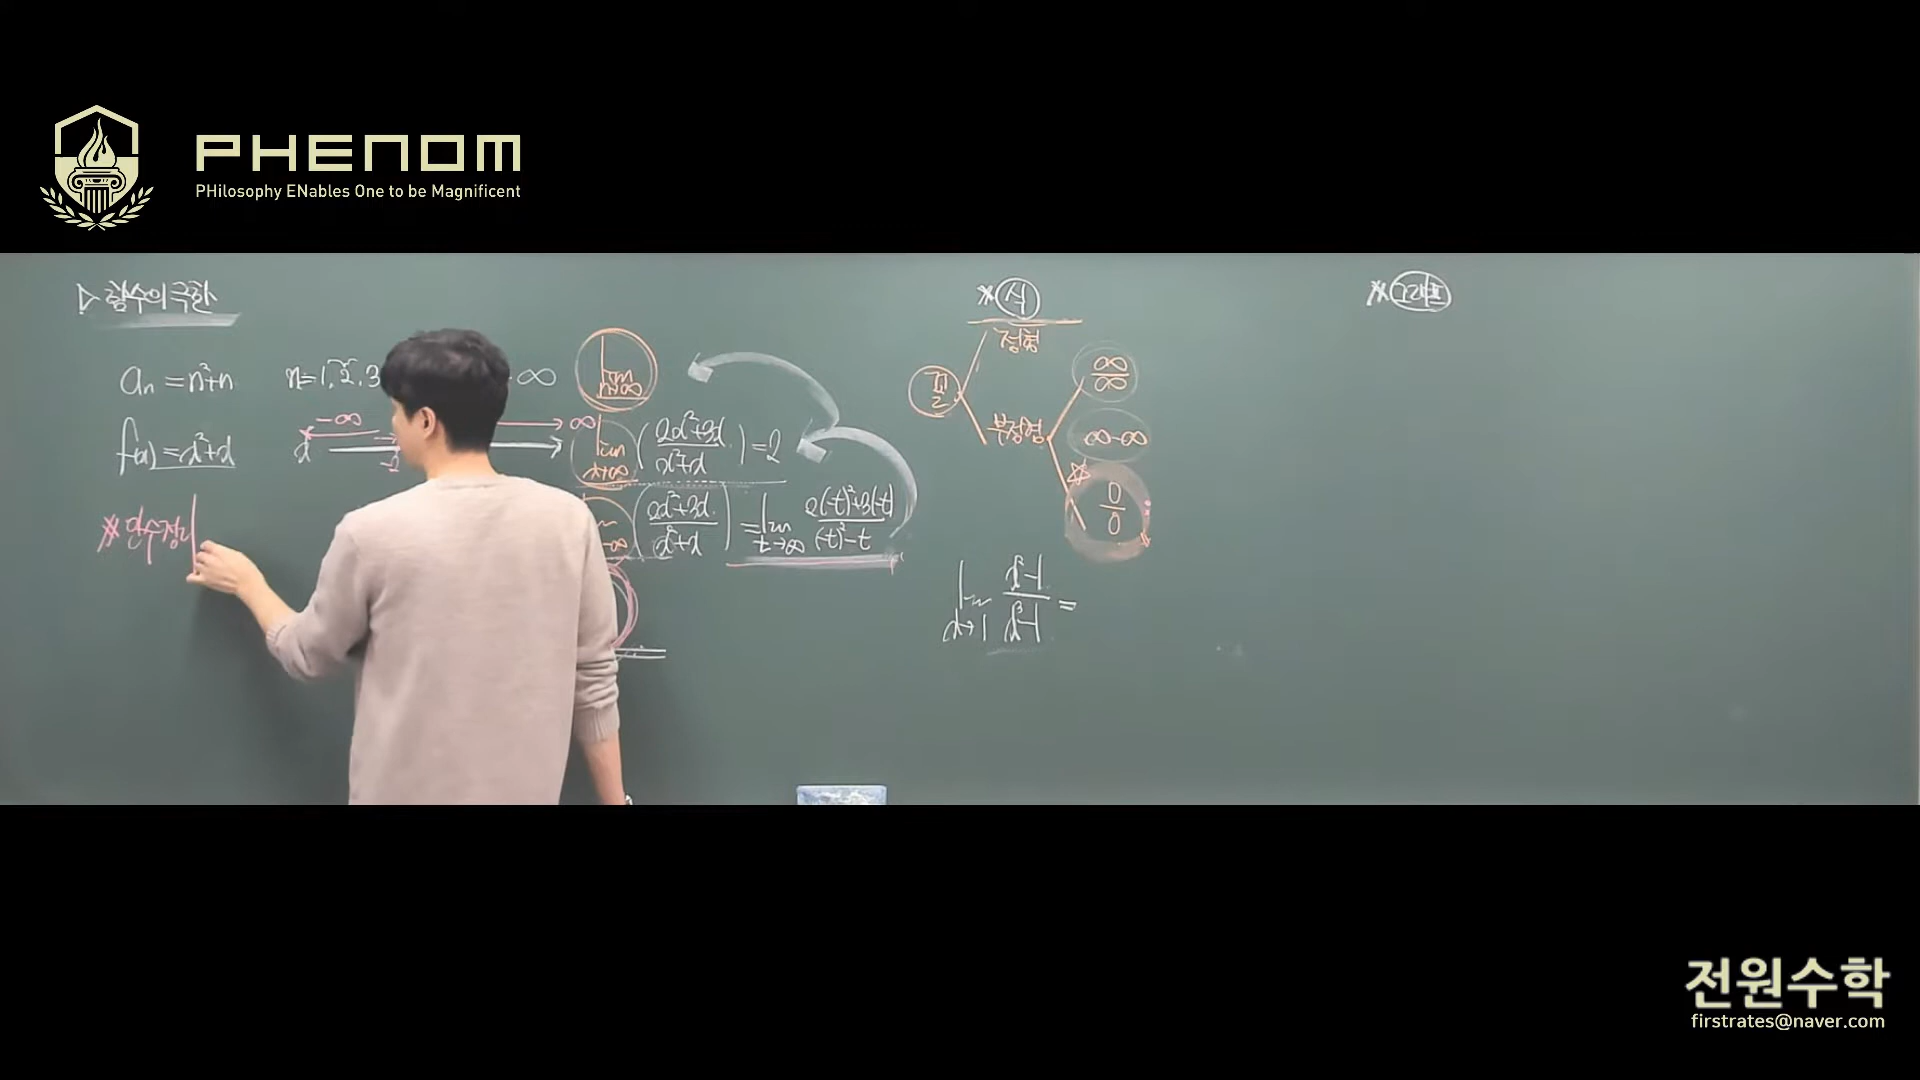 PHENOM
PHilosophy ENables One to be Magnificent
▷ 함수의 극한
※ 식
※ 그래프
정형
꼴
부정형
∞/∞
∞-∞
☆ 0/0
aₙ = n²+n
n=1, 2, 3
∞
lim n→∞
f(x) = x²+x
-∞
x
∞
lim x→∞ (2x²+3x / x²+x) = 2
-∞ (2x²+3x / x²+x) = lim t→∞ 2(-t)²+3(-t) / (-t)²-t
※ 인수정리
lim x→1 x²-1 / x³-1 =
전원수학
firstrates@naver.com